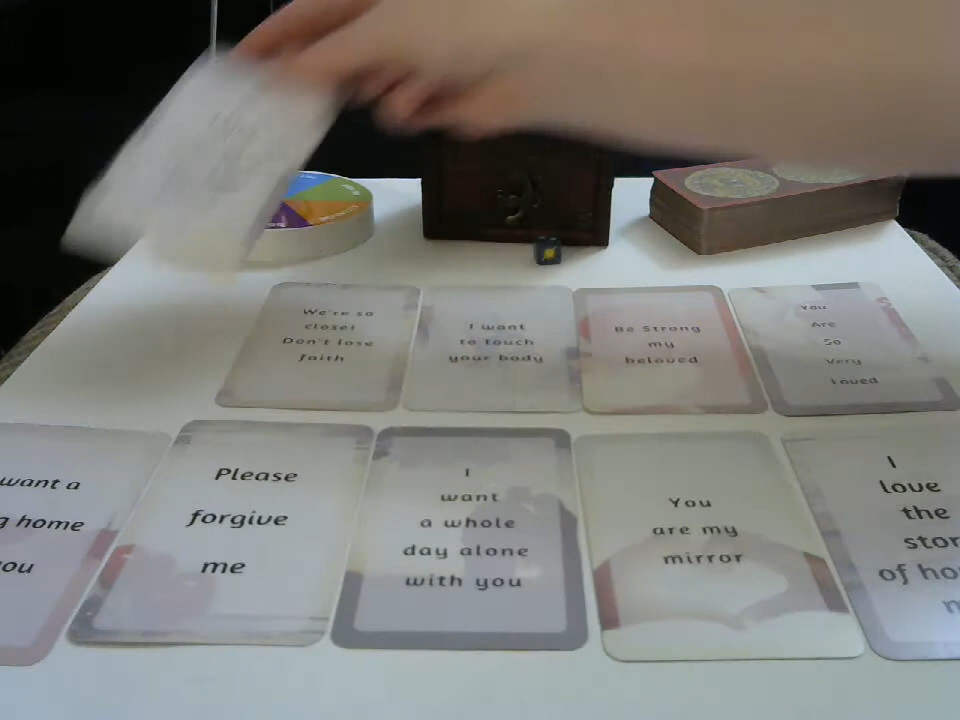 We're so
close!
Don't lose
faith
I want
to touch
your body
Be Strong
my
beloved
You
Are
So
Very
Loved
want a
home
you
Please
forgive
me
I
want
a whole
day alone
with you
You
are my
mirror
I
love
the
of